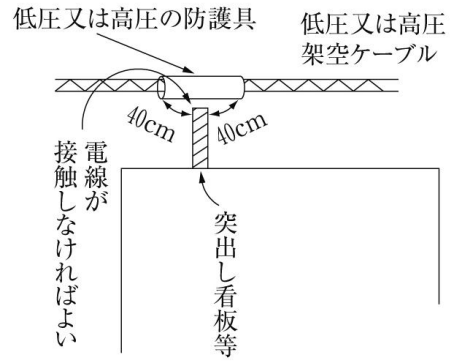 低圧又は高圧の防護具
低圧又は高圧
架空ケーブル
40cm
40cm
電線が
接触しなければよい
突出し看板等